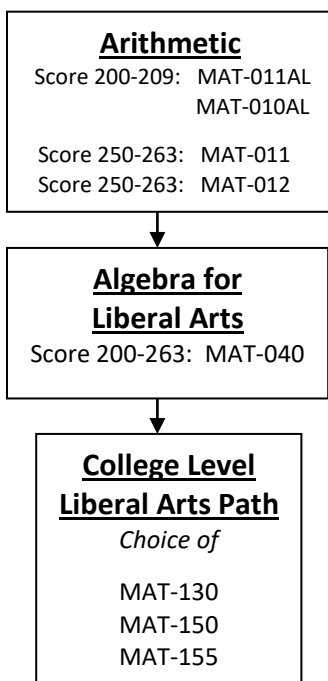 Arithmetic
Score 200-209: MAT-011AL
MAT-010AL
Score 250-263: MAT-011
Score 250-263: MAT-012
Algebra for
Liberal Arts
Score 200-263: MAT-040
College Level
Liberal Arts Path
Choice of
MAT-130
MAT-150
MAT-155